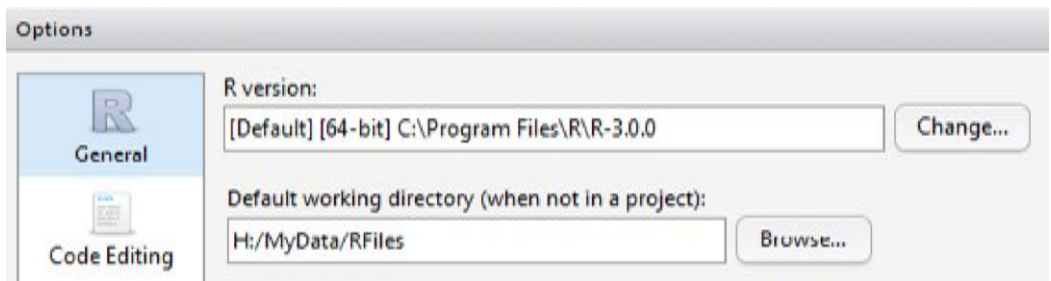 Options
R version:
[Default] [64-bit] C:\Program Files\R\R-3.0.0
Change...
General
Default working directory (when not in a project):
H:/MyData/RFiles
Browse...
Code Editing